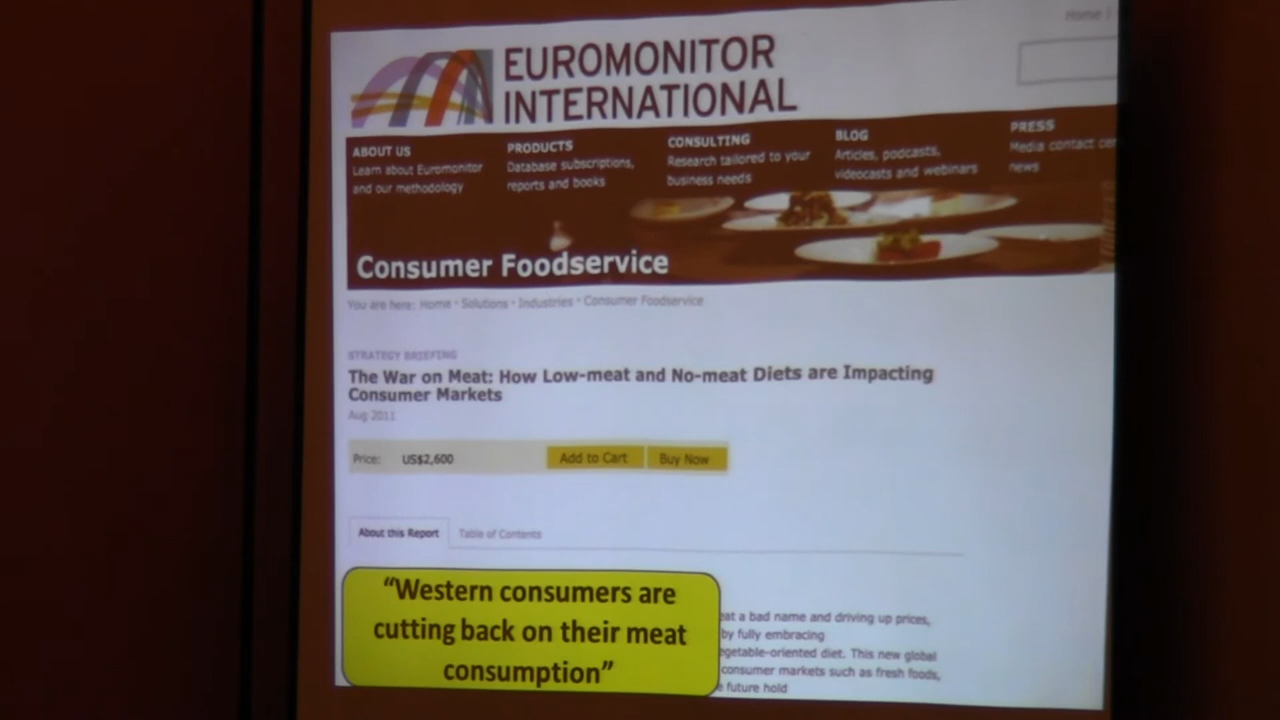 Home |
EUROMONITOR
INTERNATIONAL
ABOUT US
Learn about Euromonitor
and our methodology
PRODUCTS
Database subscriptions,
reports and books
CONSULTING
Research tailored to your
business needs
BLOG
Articles, podcasts,
videocasts and webinars
PRESS
Media contact
news
Consumer Foodservice
You are here: Home · Solutions · Industries · Consumer Foodservice
STRATEGY BRIEFING
The War on Meat: How Low-meat and No-meat Diets are Impacting
Consumer Markets
Aug 2011
Price: US$2,600 Add to Cart Buy Now
About this Report Table of Contents
“Western consumers are
cutting back on their meat
consumption”
a bad name and driving up prices,
by fully embracing
diet. This new global
consumer markets such as fresh foods,
future hold